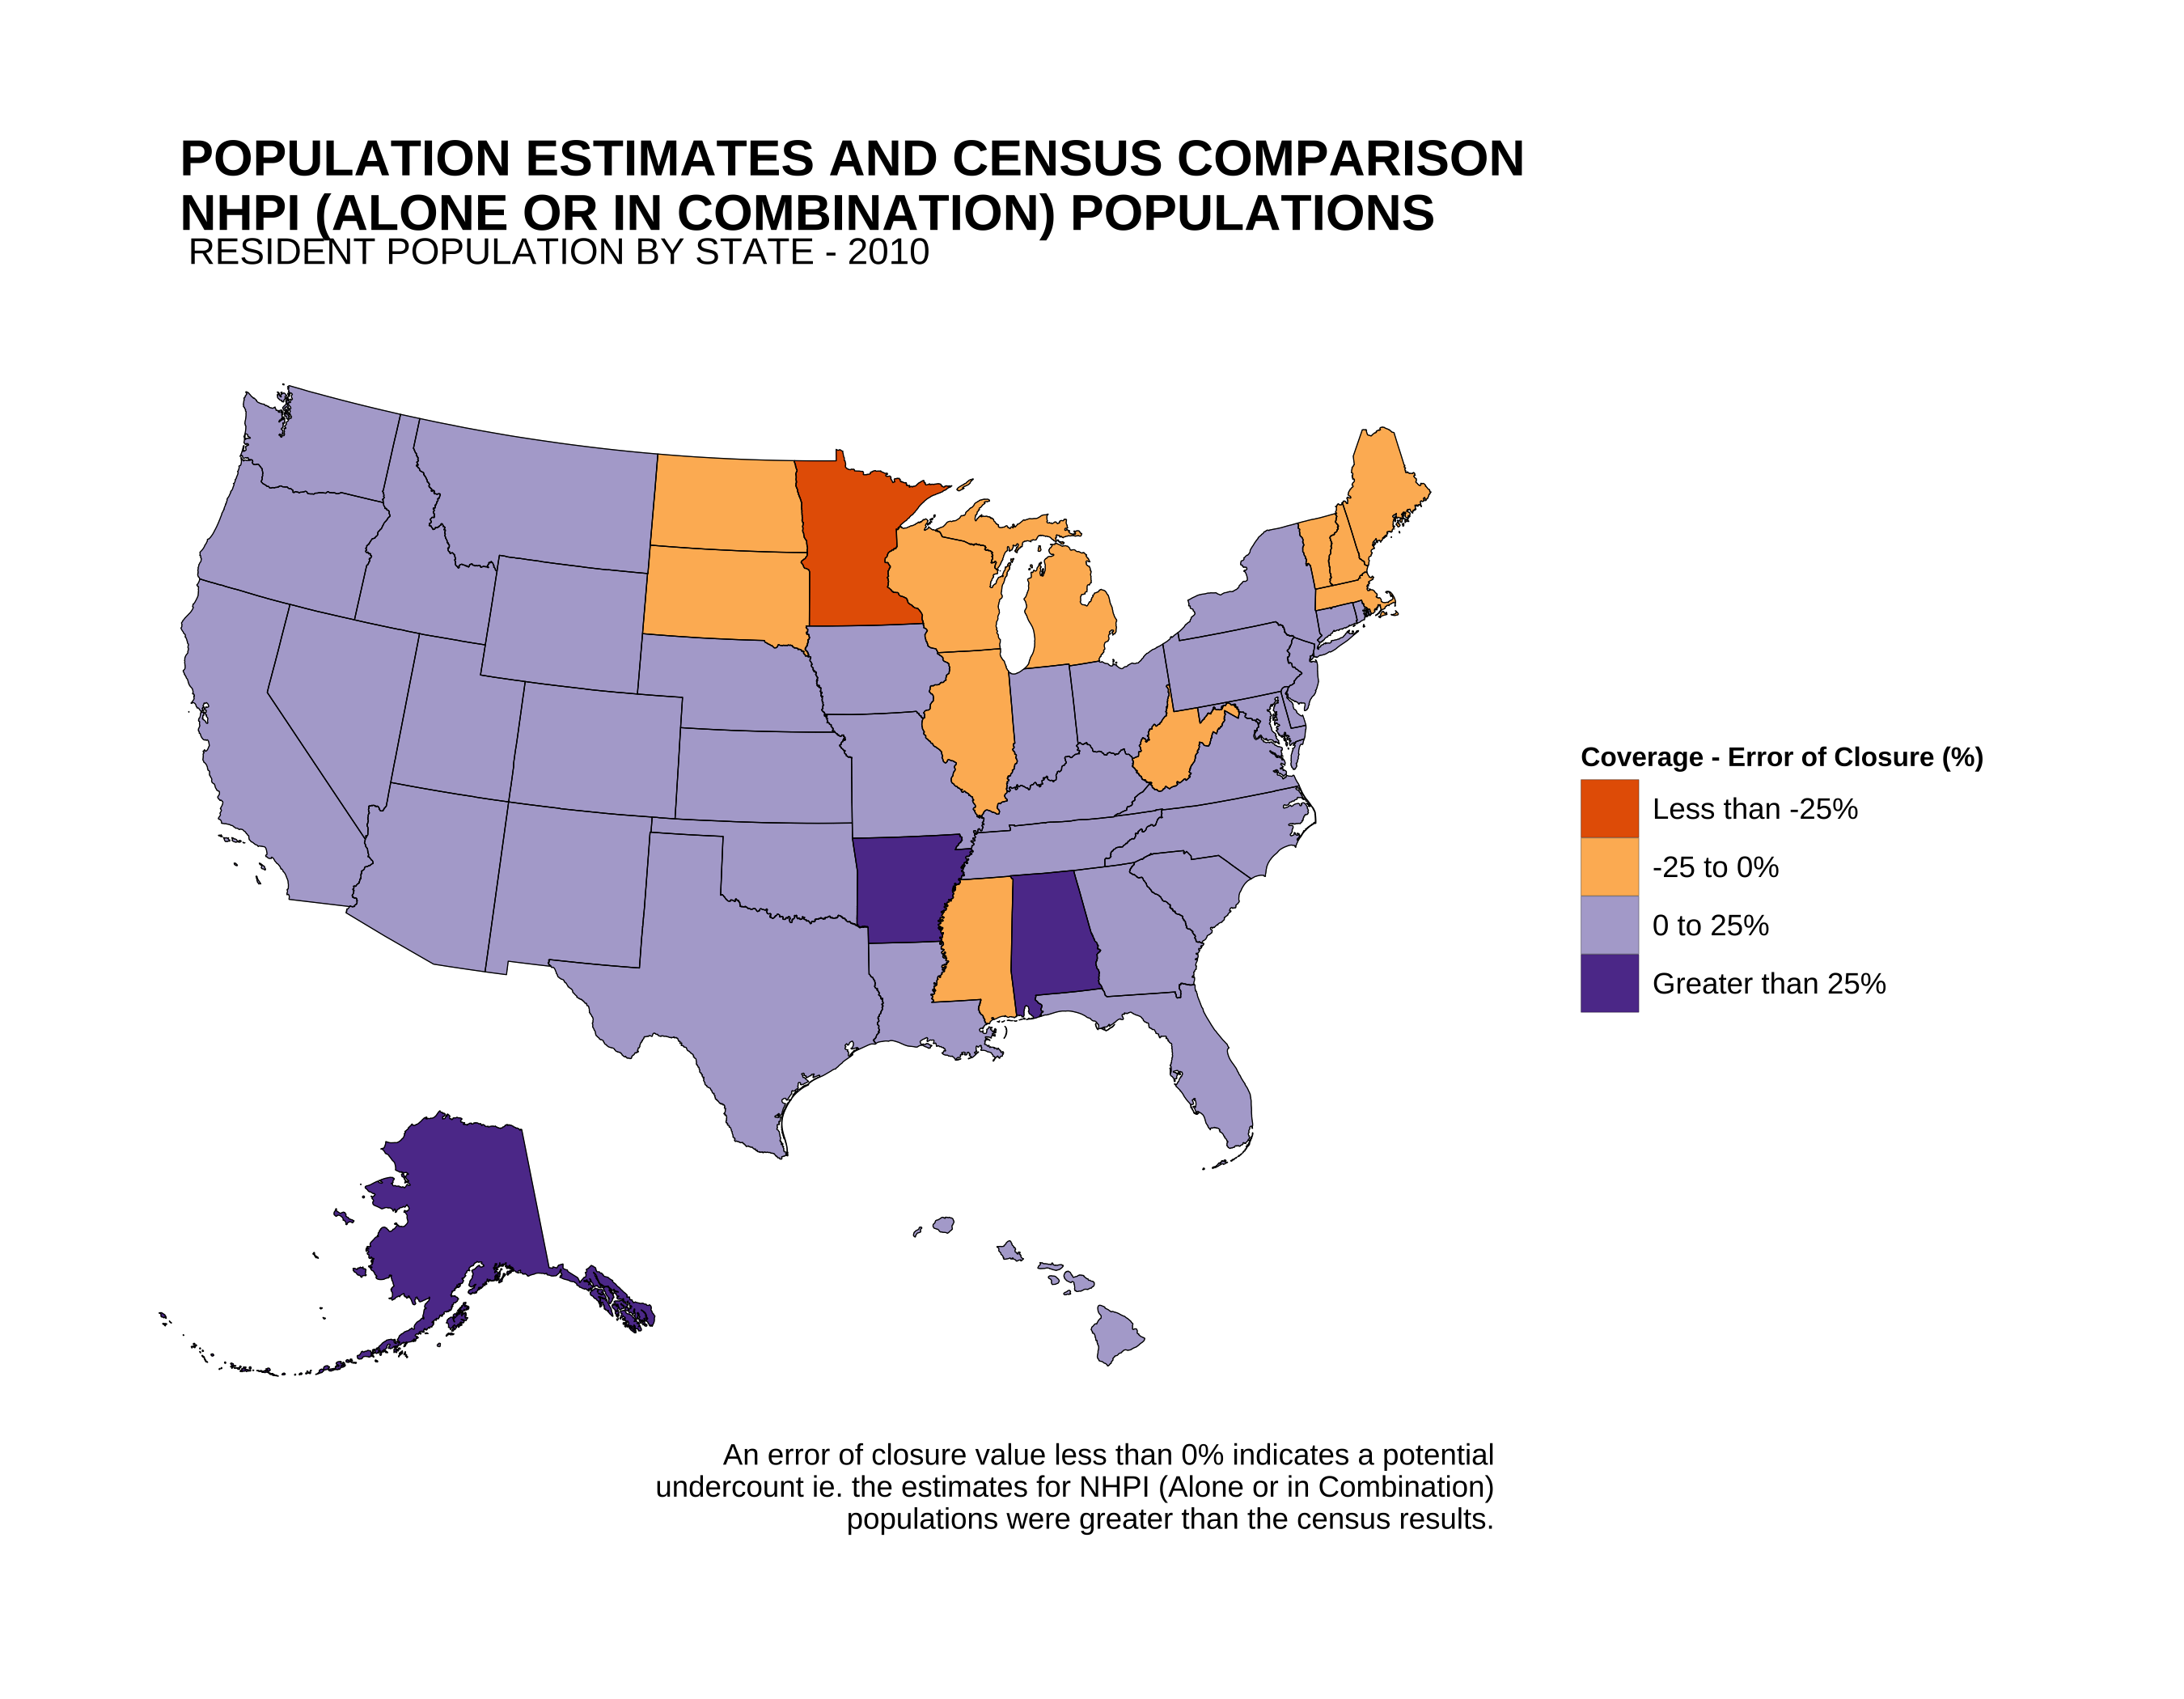 POPULATION ESTIMATES AND CENSUS COMPARISON
NHPI (ALONE OR IN COMBINATION) POPULATIONS
RESIDENT POPULATION BY STATE - 2010
Coverage - Error of Closure (%)
Less than -25%
-25 to 0%
0 to 25%
Greater than 25%
An error of closure value less than 0% indicates a potential
undercount ie. the estimates for NHPI (Alone or in Combination)
populations were greater than the census results.